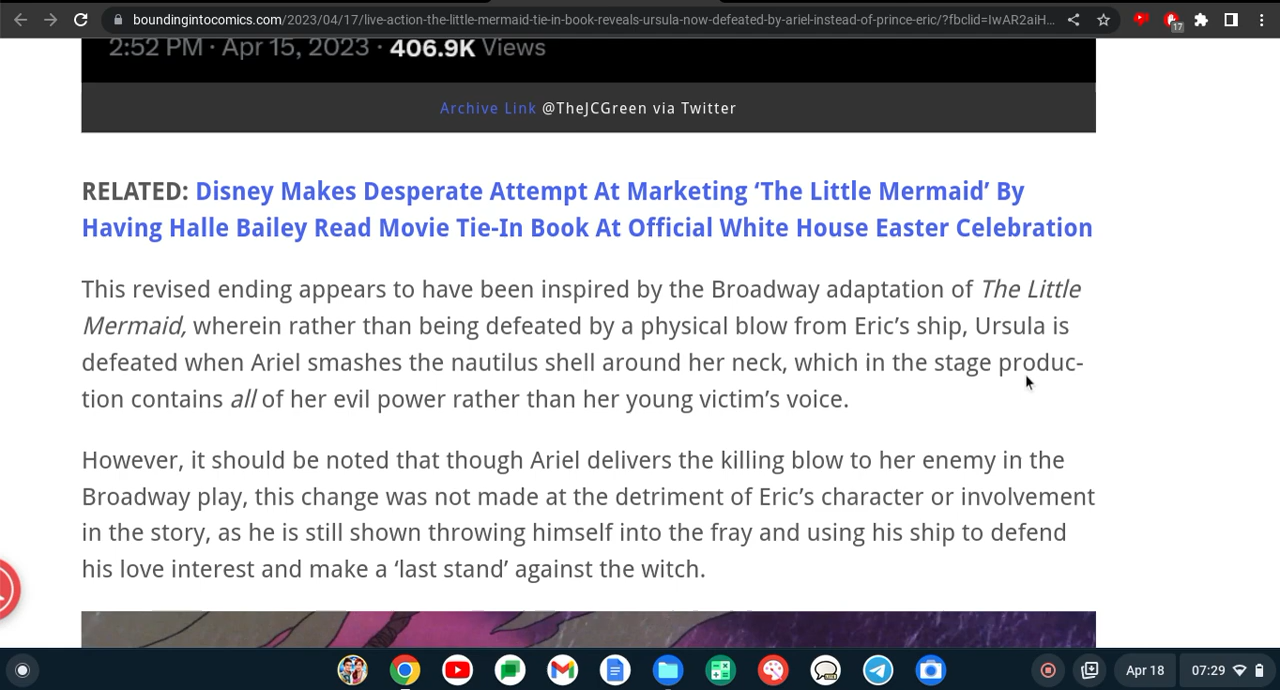 boundingintocomics.com/2023/04/17/live-action-the-little-mermaid-tie-in-book-reveals-ursula-now-defeated-by-ariel-instead-of-prince-eric/?fbclid=IwAR2aiH...
17
2:52 PM · Apr 15, 2023 · 406.9K Views
Archive Link @TheJCGreen via Twitter
RELATED: Disney Makes Desperate Attempt At Marketing ‘The Little Mermaid’ By
Having Halle Bailey Read Movie Tie-In Book At Official White House Easter Celebration
This revised ending appears to have been inspired by the Broadway adaptation of The Little
Mermaid, wherein rather than being defeated by a physical blow from Eric’s ship, Ursula is
defeated when Ariel smashes the nautilus shell around her neck, which in the stage produc-
tion contains all of her evil power rather than her young victim’s voice.
However, it should be noted that though Ariel delivers the killing blow to her enemy in the
Broadway play, this change was not made at the detriment of Eric’s character or involvement
in the story, as he is still shown throwing himself into the fray and using his ship to defend
his love interest and make a ‘last stand’ against the witch.
Apr 18 07:29